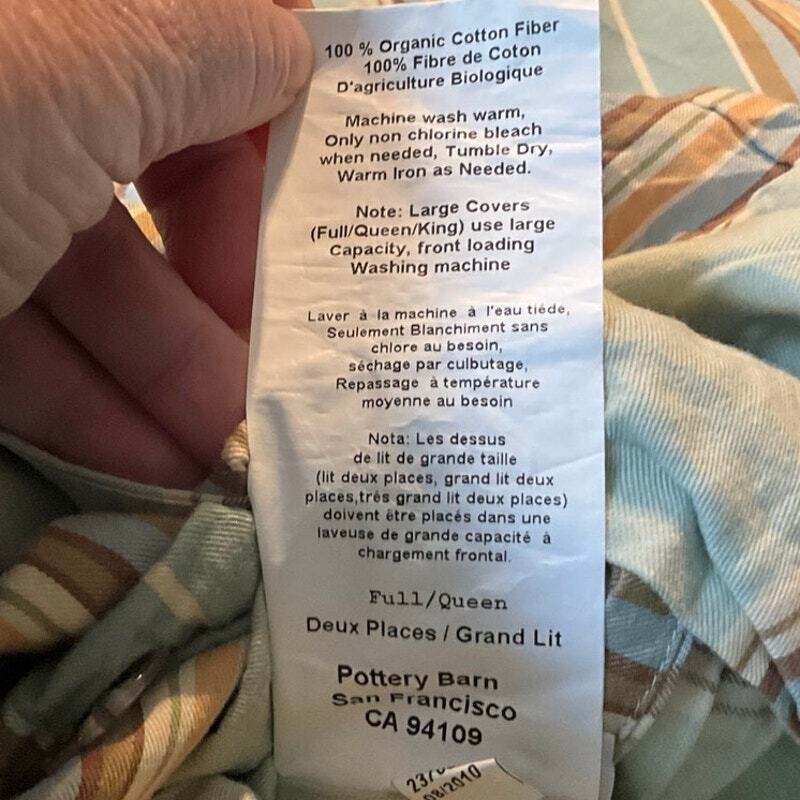 100 % Organic Cotton Fiber
100% Fibre de Coton
D'agriculture Biologique
Machine wash warm,
Only non chlorine bleach
when needed, Tumble Dry,
Warm Iron as Needed.
Note: Large Covers
(Full/Queen/King) use large
Capacity, front loading
Washing machine
Laver à la machine à l'eau tiéde,
Seulement Blanchiment sans
chlore au besoin,
séchage par culbutage,
Repassage à température
moyenne au besoin
Nota: Les dessus
de lit de grande taille
(lit deux places, grand lit deux
places,trés grand lit deux places)
doivent ëtre placés dans une
laveuse de grande capacité à
chargement frontal.
Full/Queen
Deux Places / Grand Lit
Pottery Barn
San Francisco
CA 94109
08/2010